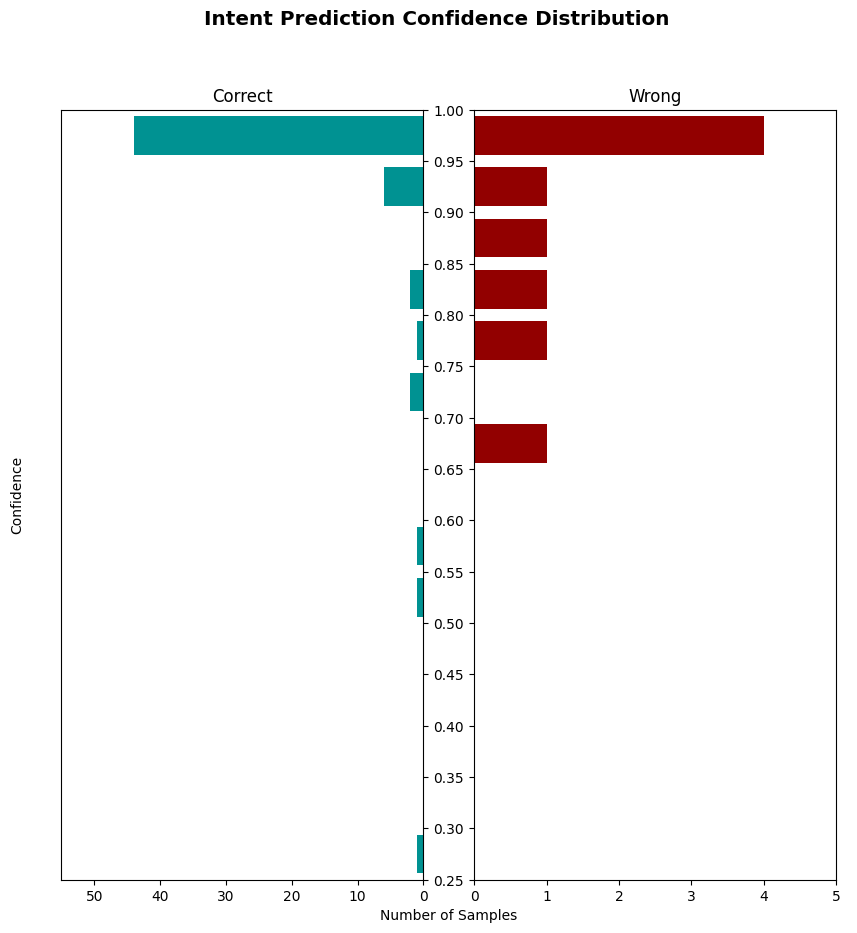 Intent Prediction Confidence Distribution
Correct
Wrong
1.00
0.95
0.90
0.85
0.80
0.75
0.70
0.65
0.60
0.55
0.50
0.45
0.40
0.35
0.30
0.25
Confidence
50 40 30 20 10 0
0 1 2 3 4 5
Number of Samples